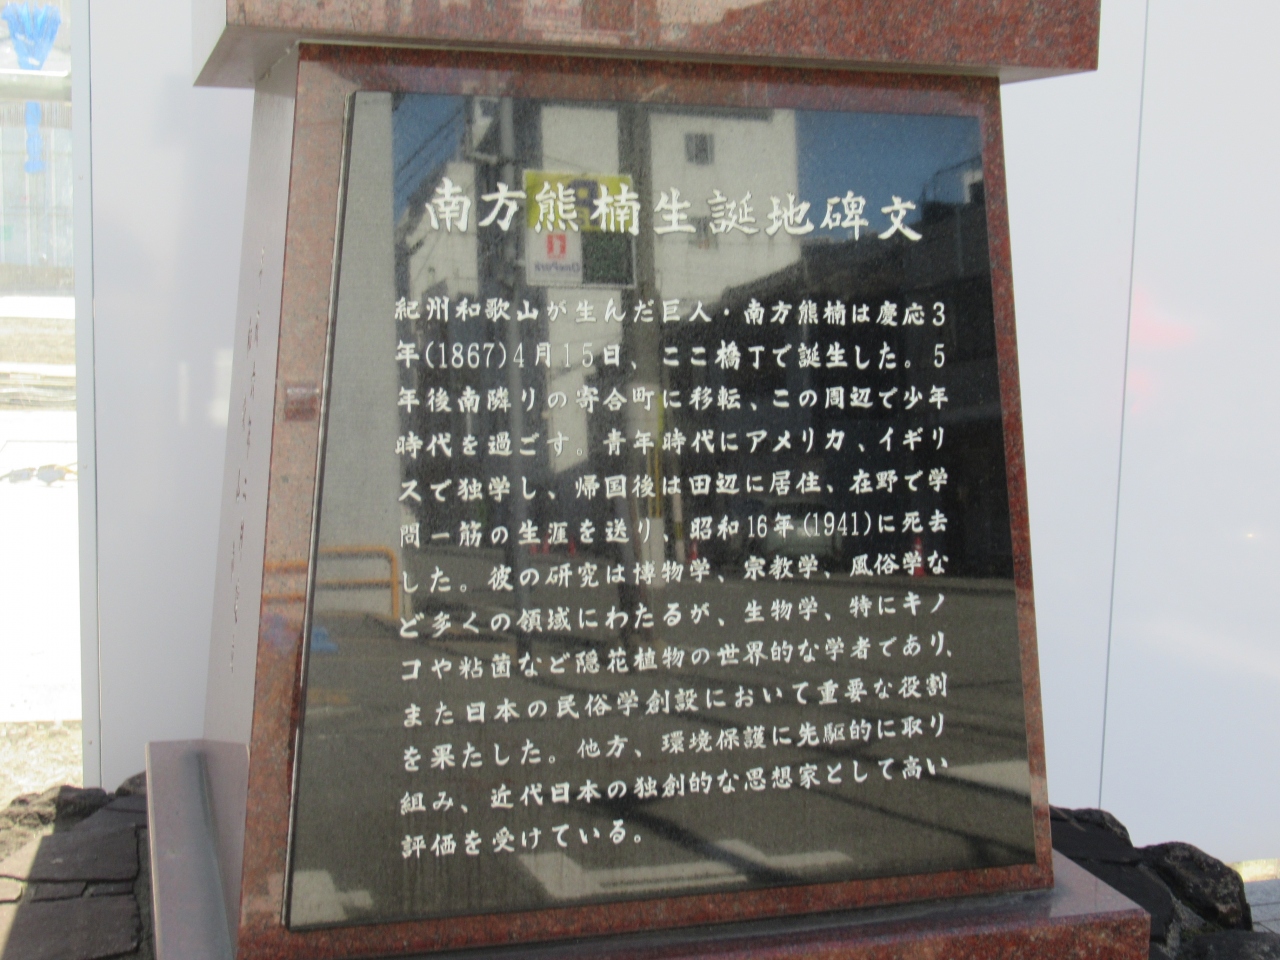 南方熊楠生誕地碑文
紀州和歌山が生んだ巨人・南方熊楠は慶応3
年(1867)4月15日、ここ橋丁で誕生した。5
年後南隣りの寄合町に移転、この周辺で少年
時代を過ごす。青年時代にアメリカ、イギリ
スで独学し、帰国後は田辺に居住、在野で学
問一筋の生涯を送り、昭和16年(1941)に死去
した。彼の研究は博物学、宗教学、風俗学な
ど多くの領域にわたるが、生物学、特にキノ
コや粘菌など隠花植物の世界的な学者であり、
また日本の民俗学創設において重要な役割
を果たした。他方、環境保護に先駆的に取り
組み、近代日本の独創的な思想家として高い
評価を受けている。